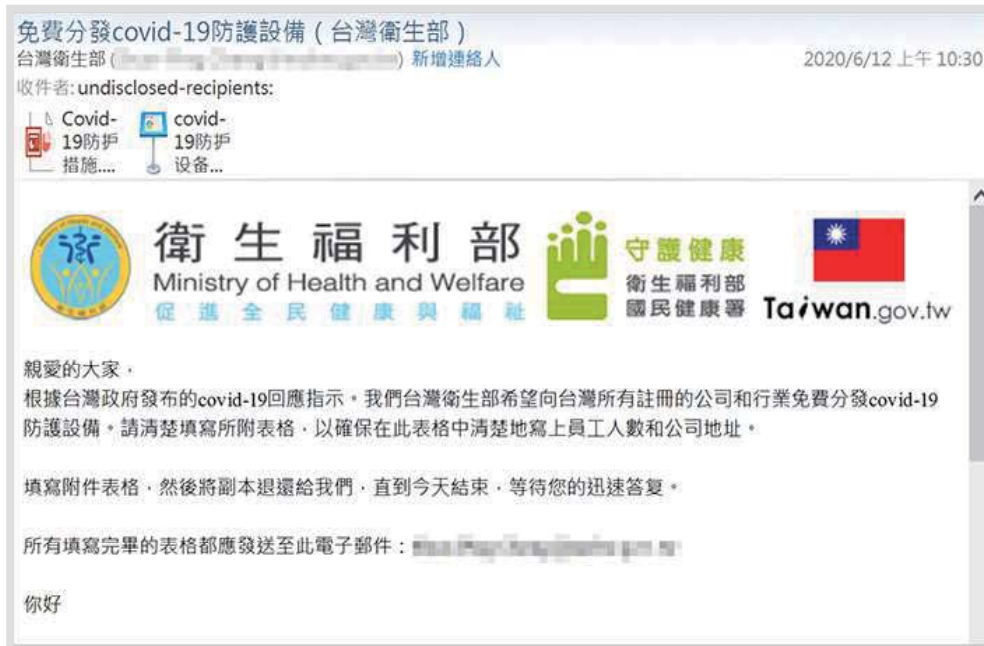 免費分發covid-19防護設備(台灣衛生部)
台灣衛生部 ( ) 新增連絡人 2020/6/12 上午 10:30
收件者: undisclosed-recipients:
Covid-19防护措施.... covid-19防护设备...
衛生福利部
Ministry of Health and Welfare
促進全民健康與福祉
守護健康
衛生福利部
國民健康署
Taiwan.gov.tw
親愛的大家,
根據台灣政府發布的covid-19回應指示。我們台灣衛生部希望向台灣所有註冊的公司和行業免費分發covid-19
防護設備。請清楚填寫所附表格,以確保在此表格中清楚地寫上員工人數和公司地址。
填寫附件表格,然後將副本退還給我們,直到今天結束,等待您的迅速答复。
所有填寫完畢的表格都應發送至此電子郵件:
你好